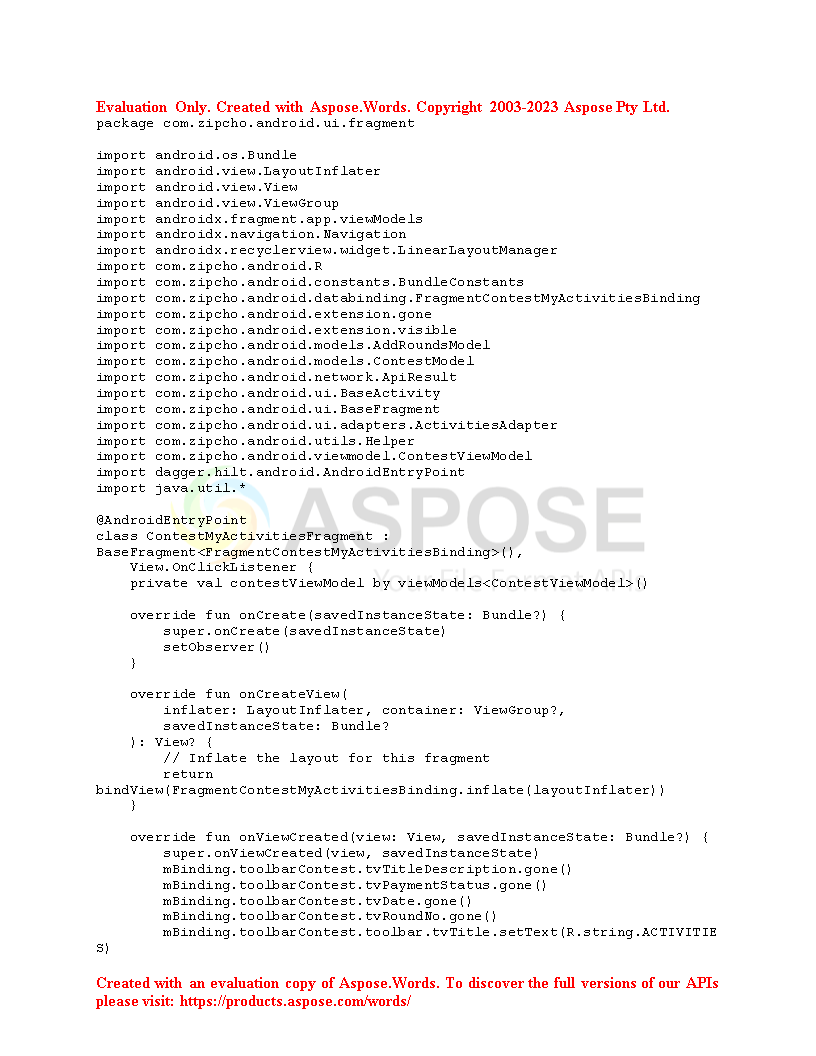 Evaluation Only. Created with Aspose.Words. Copyright 2003-2023 Aspose Pty Ltd.
package com.zipcho.android.ui.fragment

import android.os.Bundle
import android.view.LayoutInflater
import android.view.View
import android.view.ViewGroup
import androidx.fragment.app.viewModels
import androidx.navigation.Navigation
import androidx.recyclerview.widget.LinearLayoutManager
import com.zipcho.android.R
import com.zipcho.android.constants.BundleConstants
import com.zipcho.android.databinding.FragmentContestMyActivitiesBinding
import com.zipcho.android.extension.gone
import com.zipcho.android.extension.visible
import com.zipcho.android.models.AddRoundsModel
import com.zipcho.android.models.ContestModel
import com.zipcho.android.network.ApiResult
import com.zipcho.android.ui.BaseActivity
import com.zipcho.android.ui.BaseFragment
import com.zipcho.android.ui.adapters.ActivitiesAdapter
import com.zipcho.android.utils.Helper
import com.zipcho.android.viewmodel.ContestViewModel
import dagger.hilt.android.AndroidEntryPoint
import java.util.*

ASPOSE
Your File Format APIs
@AndroidEntryPoint
class ContestMyActivitiesFragment :
BaseFragment<FragmentContestMyActivitiesBinding>(),
    View.OnClickListener {
    private val contestViewModel by viewModels<ContestViewModel>()

    override fun onCreate(savedInstanceState: Bundle?) {
        super.onCreate(savedInstanceState)
        setObserver()
    }

    override fun onCreateView(
        inflater: LayoutInflater, container: ViewGroup?,
        savedInstanceState: Bundle?
    ): View? {
        // Inflate the layout for this fragment
        return
bindView(FragmentContestMyActivitiesBinding.inflate(layoutInflater))
    }

    override fun onViewCreated(view: View, savedInstanceState: Bundle?) {
        super.onViewCreated(view, savedInstanceState)
        mBinding.toolbarContest.tvTitleDescription.gone()
        mBinding.toolbarContest.tvPaymentStatus.gone()
        mBinding.toolbarContest.tvDate.gone()
        mBinding.toolbarContest.tvRoundNo.gone()
        mBinding.toolbarContest.toolbar.tvTitle.setText(R.string.ACTIVITIE
S)

Created with an evaluation copy of Aspose.Words. To discover the full versions of our APIs
please visit: https://products.aspose.com/words/